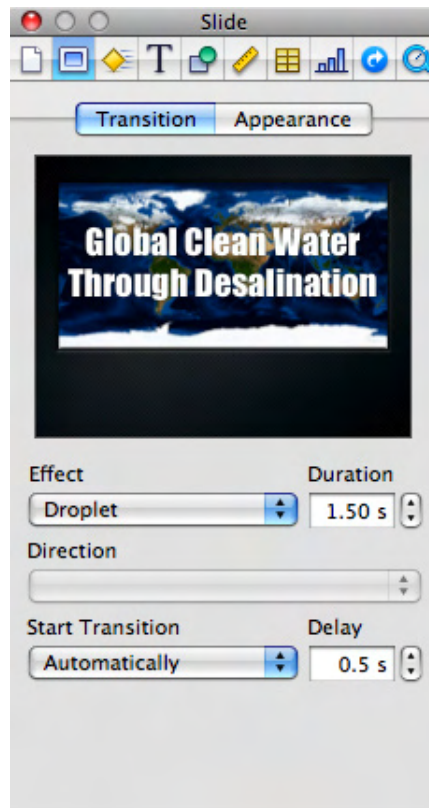 Slide
T
Transition Appearance
Global Clean Water
Through Desalination
Effect Duration
Droplet 1.50 s
Direction
Start Transition Delay
Automatically 0.5 s